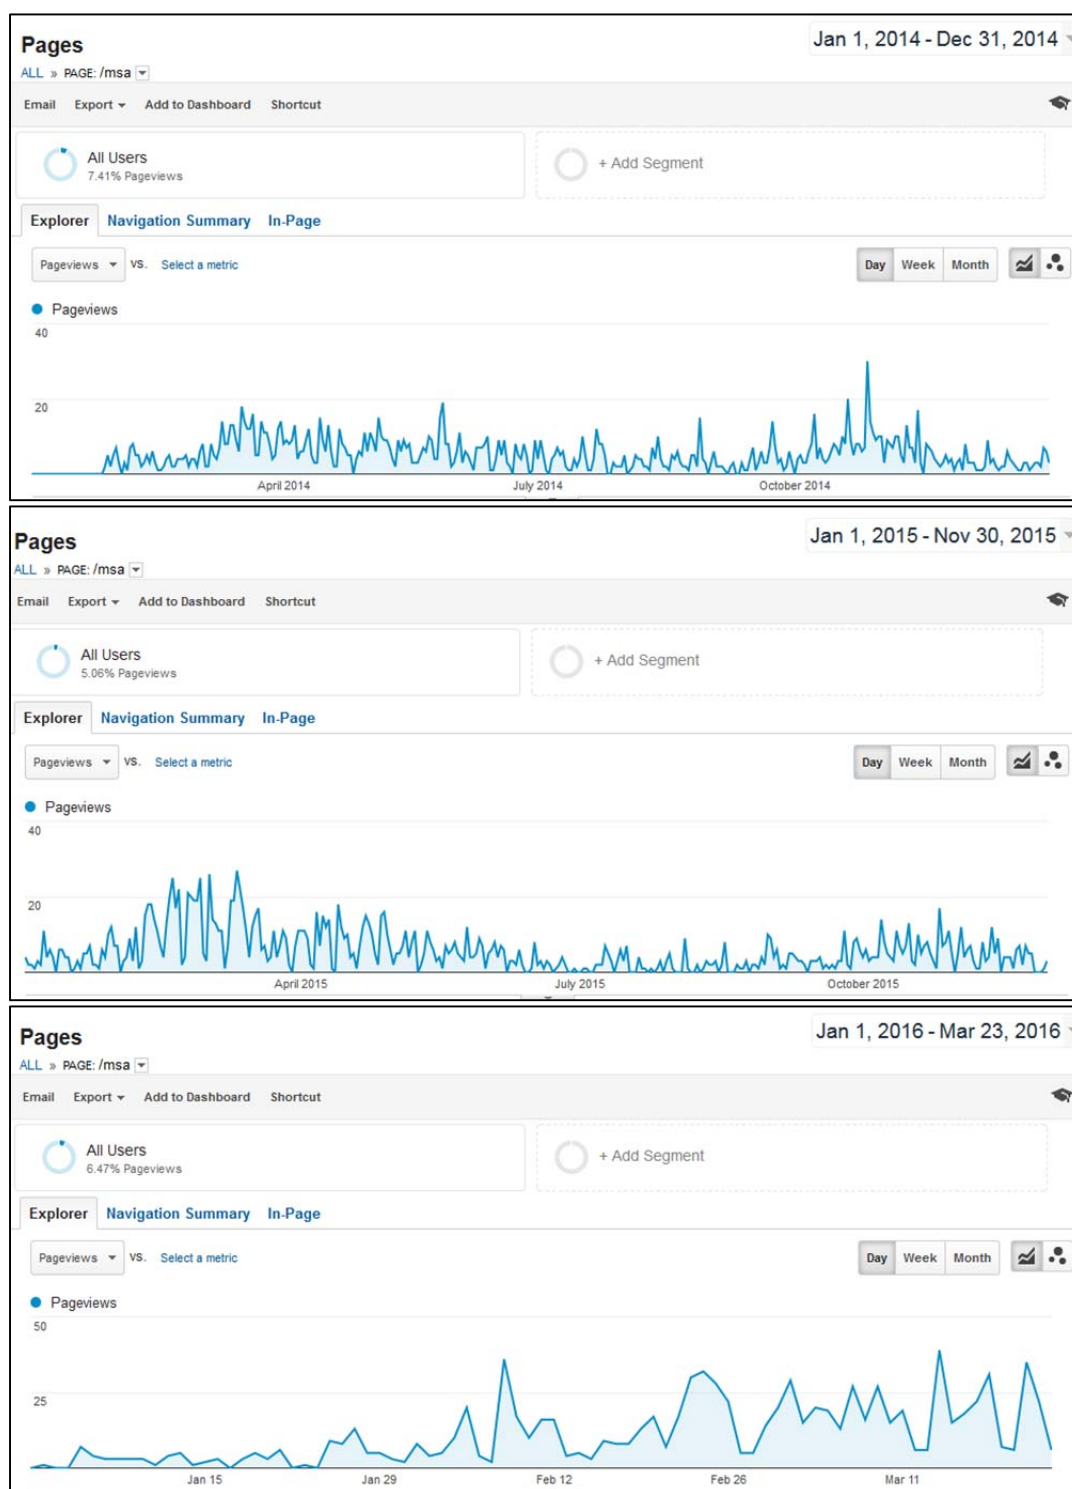 Pages
Jan 1, 2014 - Dec 31, 2014
ALL » PAGE: /msa
Email Export Add to Dashboard Shortcut
All Users
7.41% Pageviews
+ Add Segment
Explorer Navigation Summary In-Page
Pageviews VS. Select a metric
Day Week Month
Pageviews
40
20
April 2014 July 2014 October 2014
Pages
Jan 1, 2015 - Nov 30, 2015
ALL » PAGE: /msa
Email Export Add to Dashboard Shortcut
All Users
5.06% Pageviews
+ Add Segment
Explorer Navigation Summary In-Page
Pageviews VS. Select a metric
Day Week Month
Pageviews
40
20
April 2015 July 2015 October 2015
Pages
Jan 1, 2016 - Mar 23, 2016
ALL » PAGE: /msa
Email Export Add to Dashboard Shortcut
All Users
6.47% Pageviews
+ Add Segment
Explorer Navigation Summary In-Page
Pageviews VS. Select a metric
Day Week Month
Pageviews
50
25
Jan 15 Jan 29 Feb 12 Feb 26 Mar 11